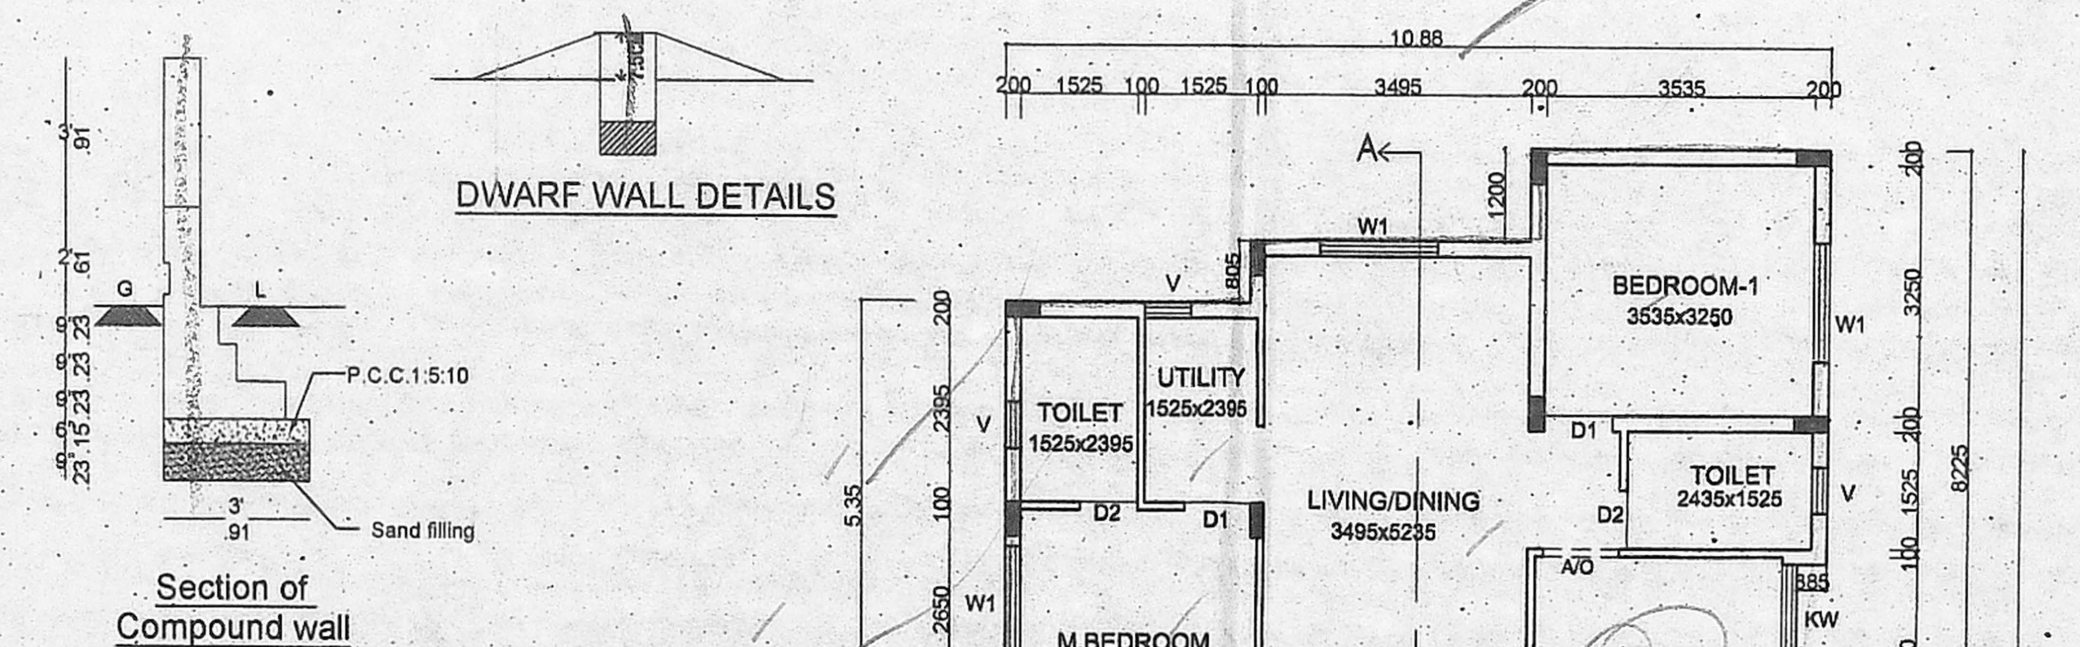 3'
.91
2'
.61
G
L
9"
.23
9"
.23
9"
.23
6"
.15
9"
.23
P.C.C.1:5:10
3'
.91
Sand filling
Section of
Compound wall
DWARF WALL DETAILS
10.88
200 1525 100 1525 100 3495 200 3535 200
A
1200
W1
805
V
BEDROOM-1
3535x3250
W1
200
3250
200
1525
100
8225
5.35
200
2395
100
2650
UTILITY
1525x2395
TOILET
1525x2395
V
D2
D1
LIVING/DINING
3495x5235
D1
TOILET
2435x1525
V
D2
A/O
885
KW
W1
M.BEDROOM